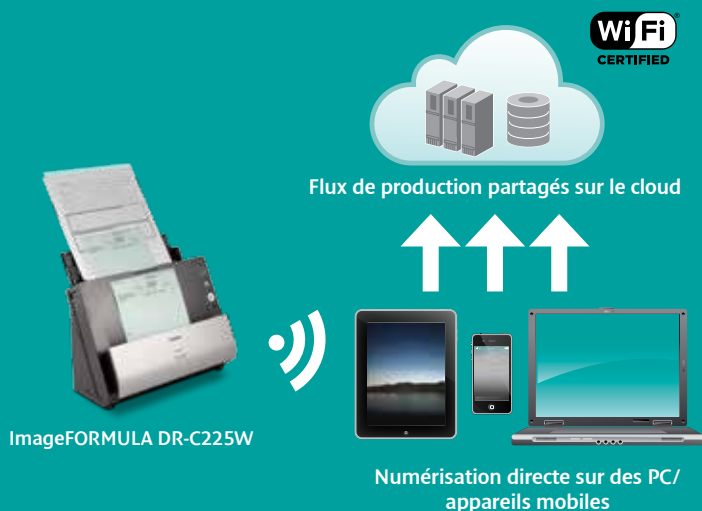 Wi Fi
CERTIFIED
Flux de production partagés sur le cloud
ImageFORMULA DR-C225W
Numérisation directe sur des PC/
appareils mobiles